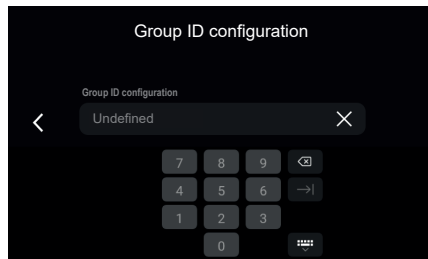 Group ID configuration
Group ID configuration
Undefined
7 8 9
4 5 6
1 2 3
0